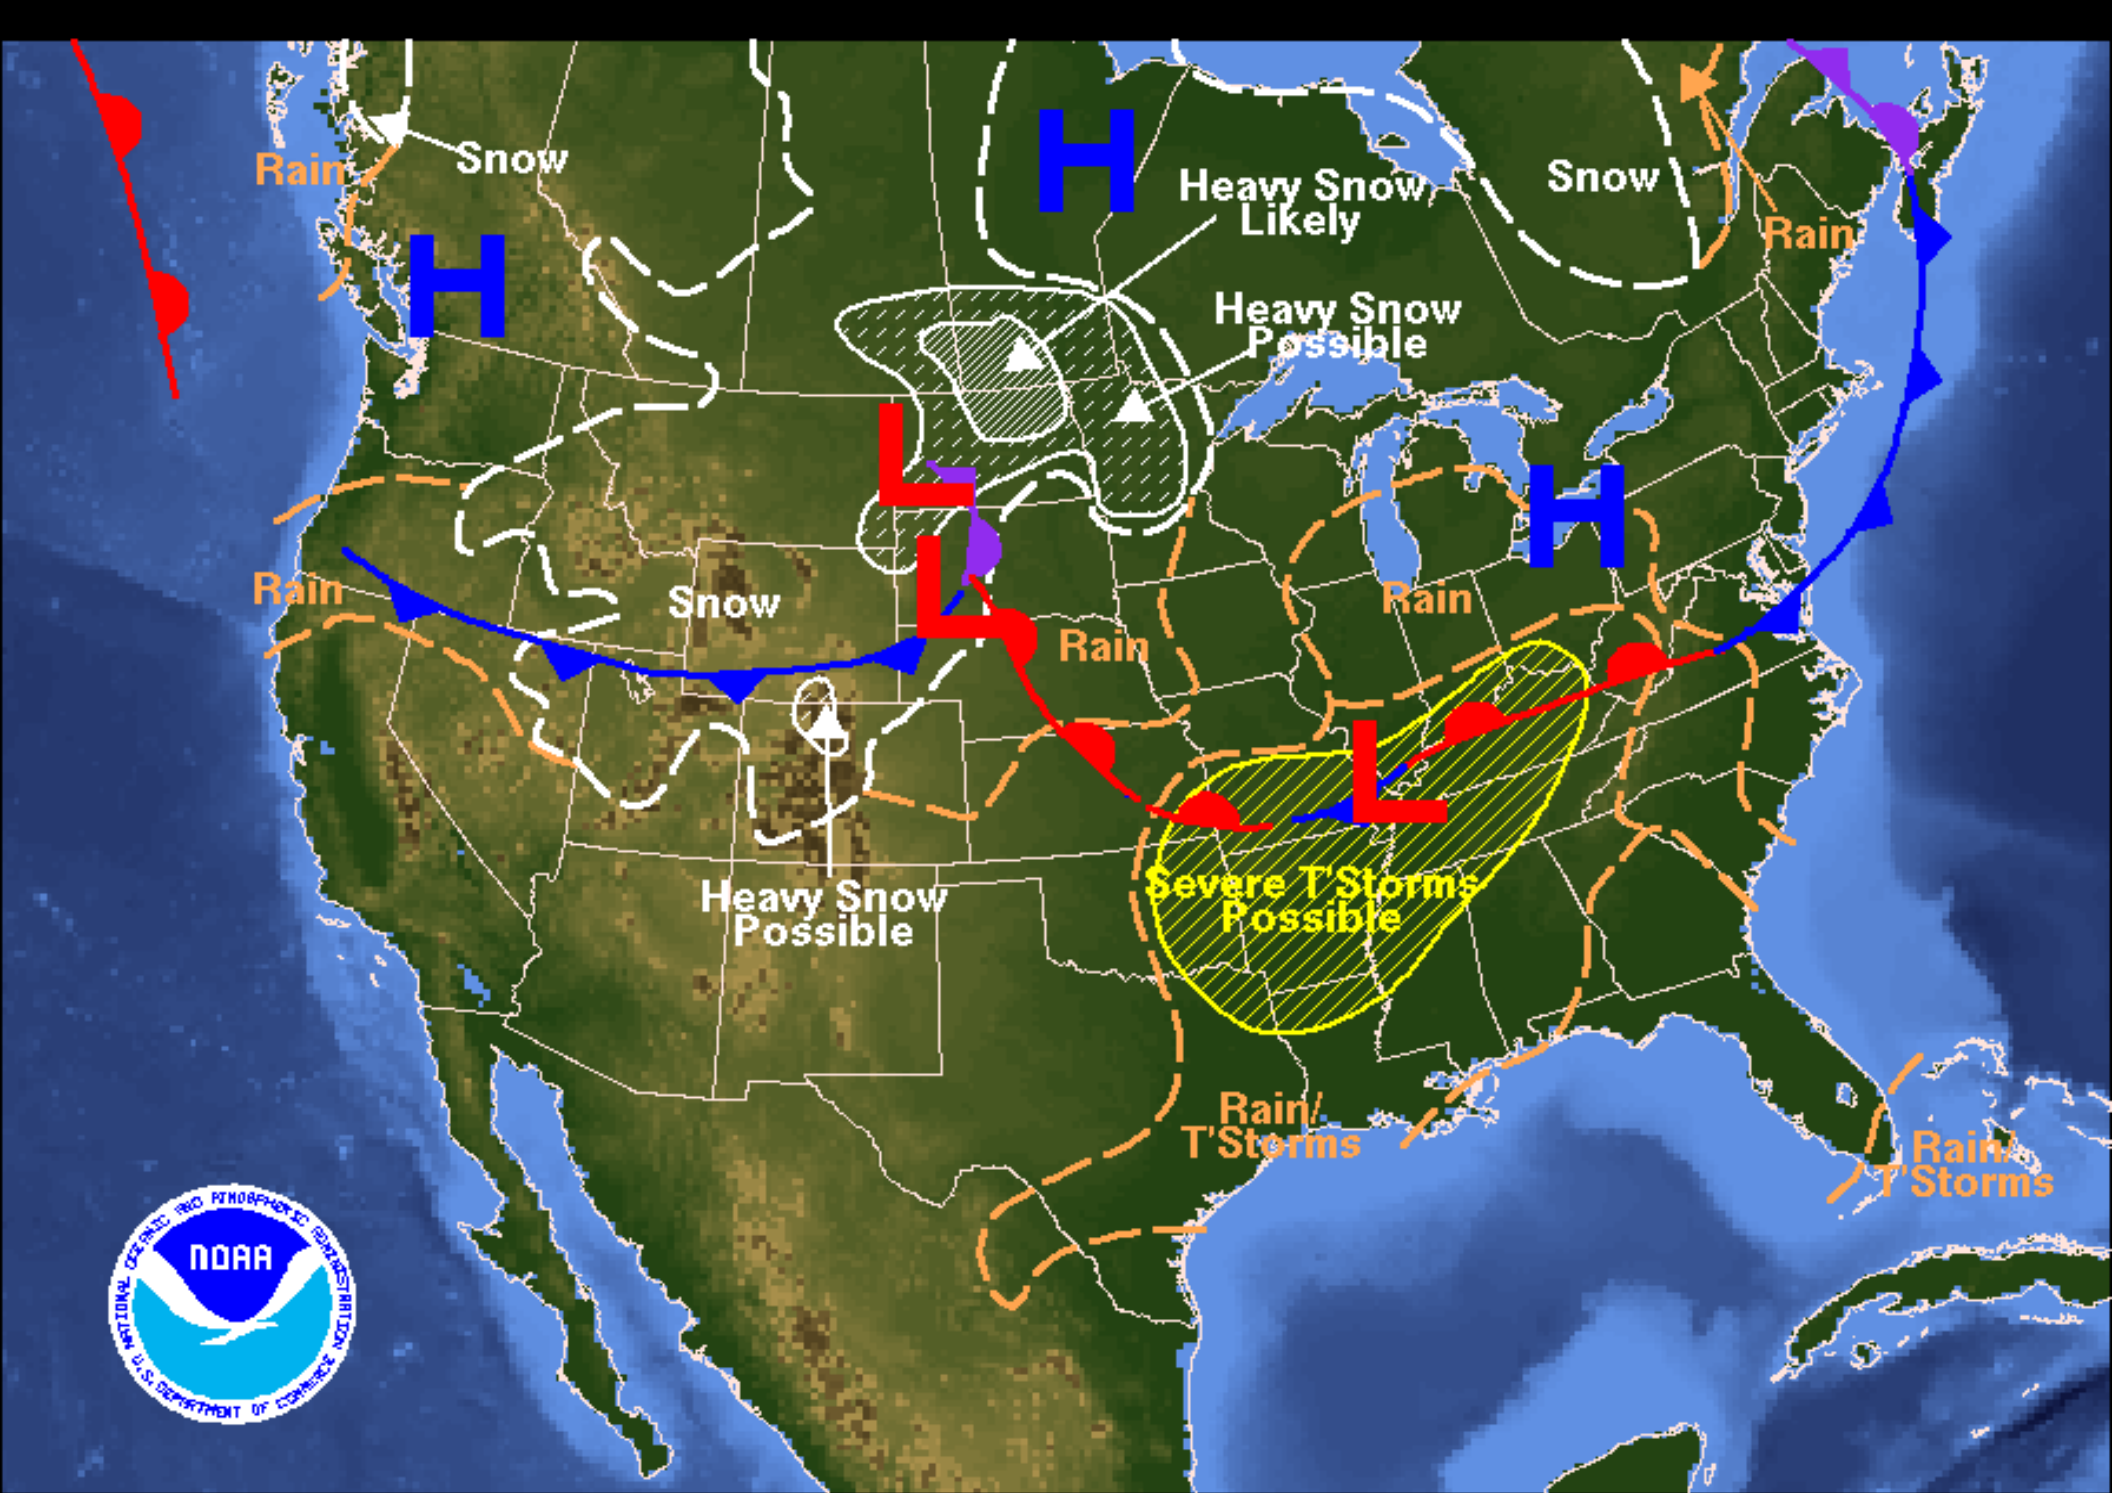 H
Snow
Rain
Heavy Snow
Likely
Snow
Rain
H
Heavy Snow
Possible
L
H
L
Rain
Snow
Rain
Rain
L
Heavy Snow
Possible
Severe T'Storms
Possible
Rain/
T'Storms
Rain/
T'Storms
NOAA
NATIONAL OCEANIC AND ATMOSPHERIC ADMINISTRATION
U.S. DEPARTMENT OF COMMERCE